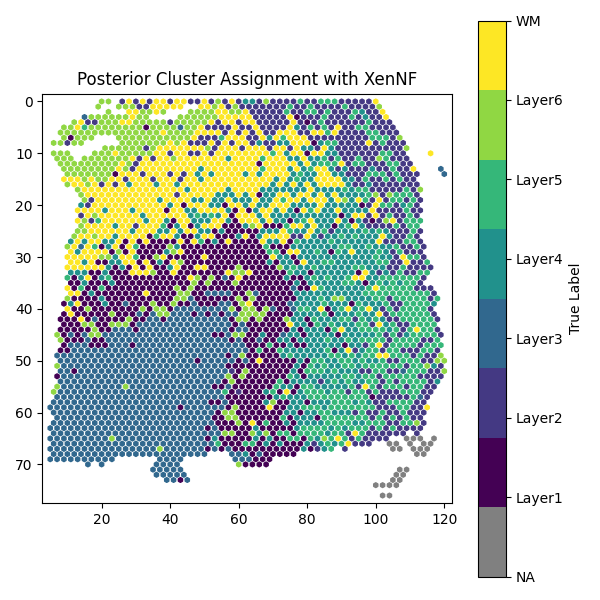 Posterior Cluster Assignment with XenNF
0
10
20
30
40
50
60
70
20
40
60
80
100
120
WM
Layer6
Layer5
Layer4
Layer3
Layer2
Layer1
NA
True Label